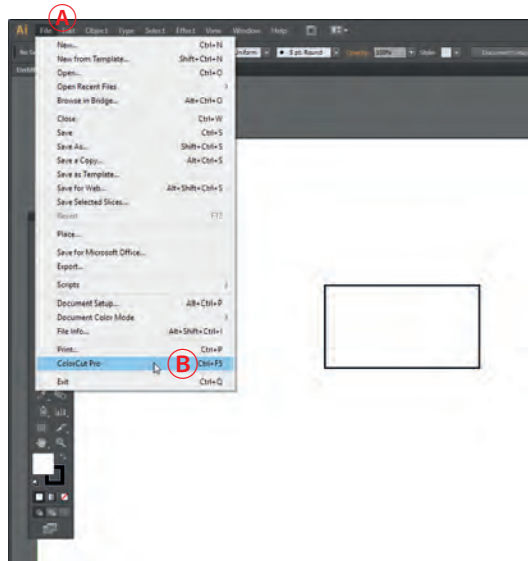 A
Ai File Edit Object Type Select Effect View Window Help
Uniform 5 pt. Round Opacity: 100% Style:
New... Ctrl+N
New from Template... Shift+Ctrl+N
Open... Ctrl+O
Open Recent Files
Browse in Bridge... Alt+Ctrl+O
Close Ctrl+W
Save Ctrl+S
Save As... Shift+Ctrl+S
Save a Copy... Alt+Ctrl+S
Save as Template...
Save for Web... Alt+Shift+Ctrl+S
Save Selected Slices...
Revert F12
Place...
Save for Microsoft Office...
Export...
Scripts
Document Setup... Alt+Ctrl+P
Document Color Mode
File Info... Alt+Shift+Ctrl+I
Print... Ctrl+P
ColorCut Pro B Ctrl+F5
Exit Ctrl+Q